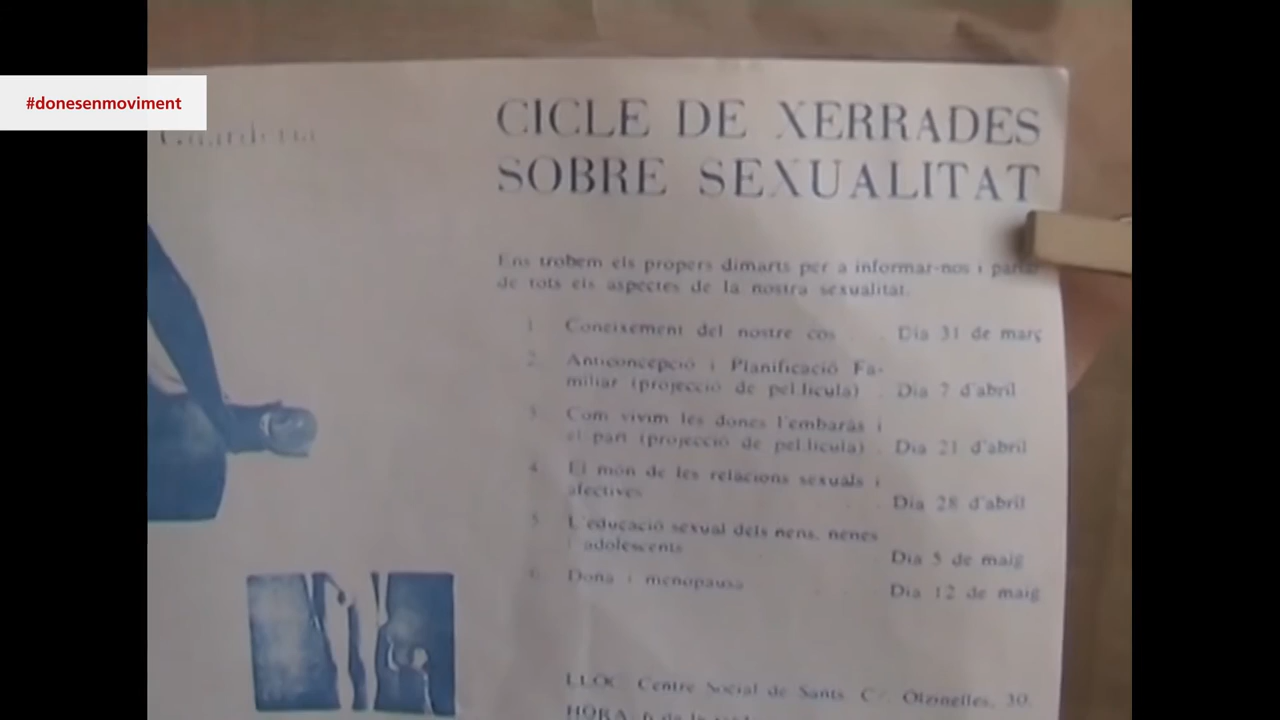 #donesenmoviment
CICLE DE XERRADES
SOBRE SEXUALITAT
Ens trobem els propers dimarts per a informar-nos i parlar
de tots els aspectes de la nostra sexualitat.
1. Coneixement del nostre cos Dia 31 de març
2. Anticoncepció i Planificació Fa-
miliar (projecció de pel.lícula) . Dia 7 d'abril
3. Com vivim les dones l'embaràs i
el part (projecció de pel.lícula) . Dia 21 d'abril
4. El món de les relacions sexuals i
afectives Dia 28 d'abril
5. L'educació sexual dels nens, nenes
i adolescents Dia 5 de maig
6. Dona i menopausa Dia 12 de maig
LLOC: Centre Social de Sants. C/. Olzinelles, 30.
HORA: 6 de la